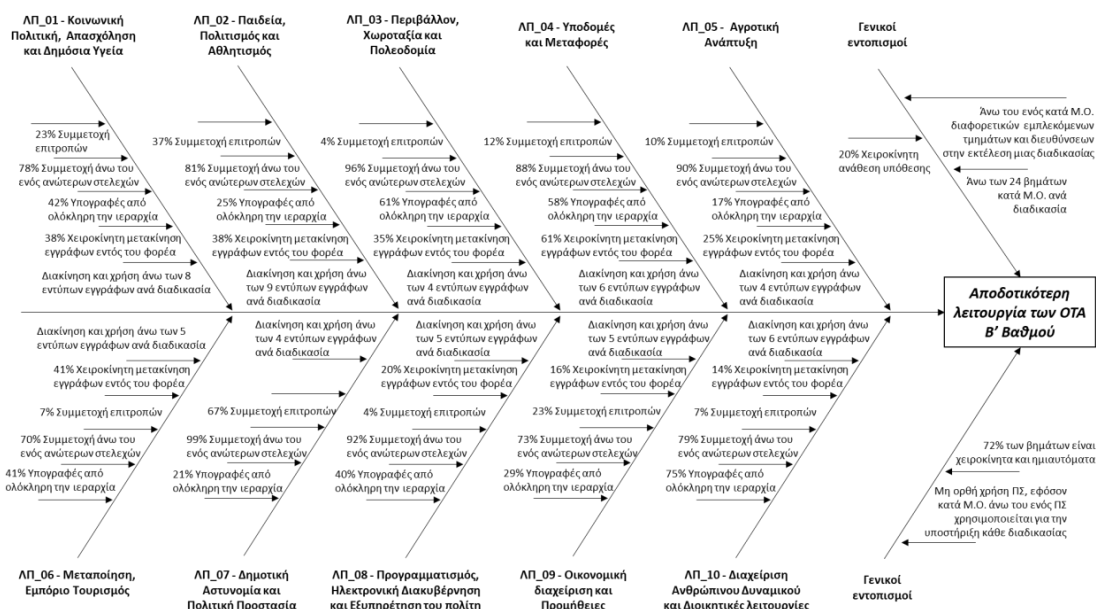 ΛΠ_01 - Κοινωνική
Πολιτική, Απασχόληση
και Δημόσια Υγεία
ΛΠ_02 - Παιδεία,
Πολιτισμός και
Αθλητισμός
ΛΠ_03 - Περιβάλλον,
Χωροταξία και
Πολεοδομία
ΛΠ_04 - Υποδομές
και Μεταφορές
ΛΠ_05 - Αγροτική
Ανάπτυξη
Γενικοί
εντοπισμοί
23% Συμμετοχή
επιτροπών
78% Συμμετοχή άνω του
ενός ανώτερων στελεχών
42% Υπογραφές από
ολόκληρη την ιεραρχία
38% Χειροκίνητη μετακίνηση
εγγράφων εντός του φορέα
Διακίνηση και χρήση άνω των 8
εντύπων εγγράφων ανά διαδικασία
37% Συμμετοχή επιτροπών
81% Συμμετοχή άνω του
ενός ανώτερων στελεχών
25% Υπογραφές από
ολόκληρη την ιεραρχία
38% Χειροκίνητη μετακίνηση
εγγράφων εντός του φορέα
Διακίνηση και χρήση άνω
των 9 εντύπων εγγράφων
ανά διαδικασία
4% Συμμετοχή επιτροπών
96% Συμμετοχή άνω του
ενός ανώτερων στελεχών
61% Υπογραφές από
ολόκληρη την ιεραρχία
35% Χειροκίνητη μετακίνηση
εγγράφων εντός του φορέα
Διακίνηση και χρήση άνω
των 4 εντύπων εγγράφων
ανά διαδικασία
12% Συμμετοχή επιτροπών
88% Συμμετοχή άνω του
ενός ανώτερων στελεχών
58% Υπογραφές από
ολόκληρη την ιεραρχία
61% Χειροκίνητη μετακίνηση
εγγράφων εντός του φορέα
Διακίνηση και χρήση άνω
των 6 εντύπων εγγράφων
ανά διαδικασία
10% Συμμετοχή επιτροπών
90% Συμμετοχή άνω του
ενός ανώτερων στελεχών
17% Υπογραφές από
ολόκληρη την ιεραρχία
25% Χειροκίνητη μετακίνηση
εγγράφων εντός του φορέα
Διακίνηση και χρήση άνω
των 4 εντύπων εγγράφων
ανά διαδικασία
20% Χειροκίνητη
ανάθεση υπόθεσης
Άνω του ενός κατά Μ.Ο.
διαφορετικών εμπλεκόμενων
τμημάτων και διευθύνσεων
στην εκτέλεση μιας διαδικασίας
Άνω των 24 βημάτων
κατά Μ.Ο. ανά
διαδικασία
Αποδοτικότερη
λειτουργία των ΟΤΑ
Β’ Βαθμού
Διακίνηση και χρήση άνω των 5
εντύπων εγγράφων ανά διαδικασία
41% Χειροκίνητη μετακίνηση
εγγράφων εντός του φορέα
7% Συμμετοχή επιτροπών
70% Συμμετοχή άνω του
ενός ανώτερων στελεχών
41% Υπογραφές από
ολόκληρη την ιεραρχία
Διακίνηση και χρήση άνω
των 4 εντύπων εγγράφων
ανά διαδικασία
67% Συμμετοχή επιτροπών
99% Συμμετοχή άνω του
ενός ανώτερων στελεχών
21% Υπογραφές από
ολόκληρη την ιεραρχία
Διακίνηση και χρήση άνω
των 5 εντύπων εγγράφων
ανά διαδικασία
20% Χειροκίνητη μετακίνηση
εγγράφων εντός του φορέα
4% Συμμετοχή επιτροπών
92% Συμμετοχή άνω του
ενός ανώτερων στελεχών
40% Υπογραφές από
ολόκληρη την ιεραρχία
Διακίνηση και χρήση άνω
των 5 εντύπων εγγράφων
ανά διαδικασία
16% Χειροκίνητη μετακίνηση
εγγράφων εντός του φορέα
23% Συμμετοχή επιτροπών
73% Συμμετοχή άνω του
ενός ανώτερων στελεχών
29% Υπογραφές από
ολόκληρη την ιεραρχία
Διακίνηση και χρήση άνω
των 6 εντύπων εγγράφων
ανά διαδικασία
14% Χειροκίνητη μετακίνηση
εγγράφων εντός του φορέα
7% Συμμετοχή επιτροπών
79% Συμμετοχή άνω του
ενός ανώτερων στελεχών
75% Υπογραφές από
ολόκληρη την ιεραρχία
72% των βημάτων είναι
χειροκίνητα και ημιαυτόματα
Μη ορθή χρήση ΠΣ, εφόσον
κατά Μ.Ο. άνω του ενός ΠΣ
χρησιμοποιείται για την
υποστήριξη κάθε διαδικασίας
ΛΠ_06 - Μεταποίηση,
Εμπόριο Τουρισμός
ΛΠ_07 - Δημοτική
Αστυνομία και
Πολιτική Προστασία
ΛΠ_08 - Προγραμματισμός,
Ηλεκτρονική Διακυβέρνηση
και Εξυπηρέτηση του πολίτη
ΛΠ_09 - Οικονομική
διαχείριση και
Προμήθειες
ΛΠ_10 - Διαχείριση
Ανθρώπινου Δυναμικού
και Διοικητικές λειτουργίες
Γενικοί
εντοπισμοί